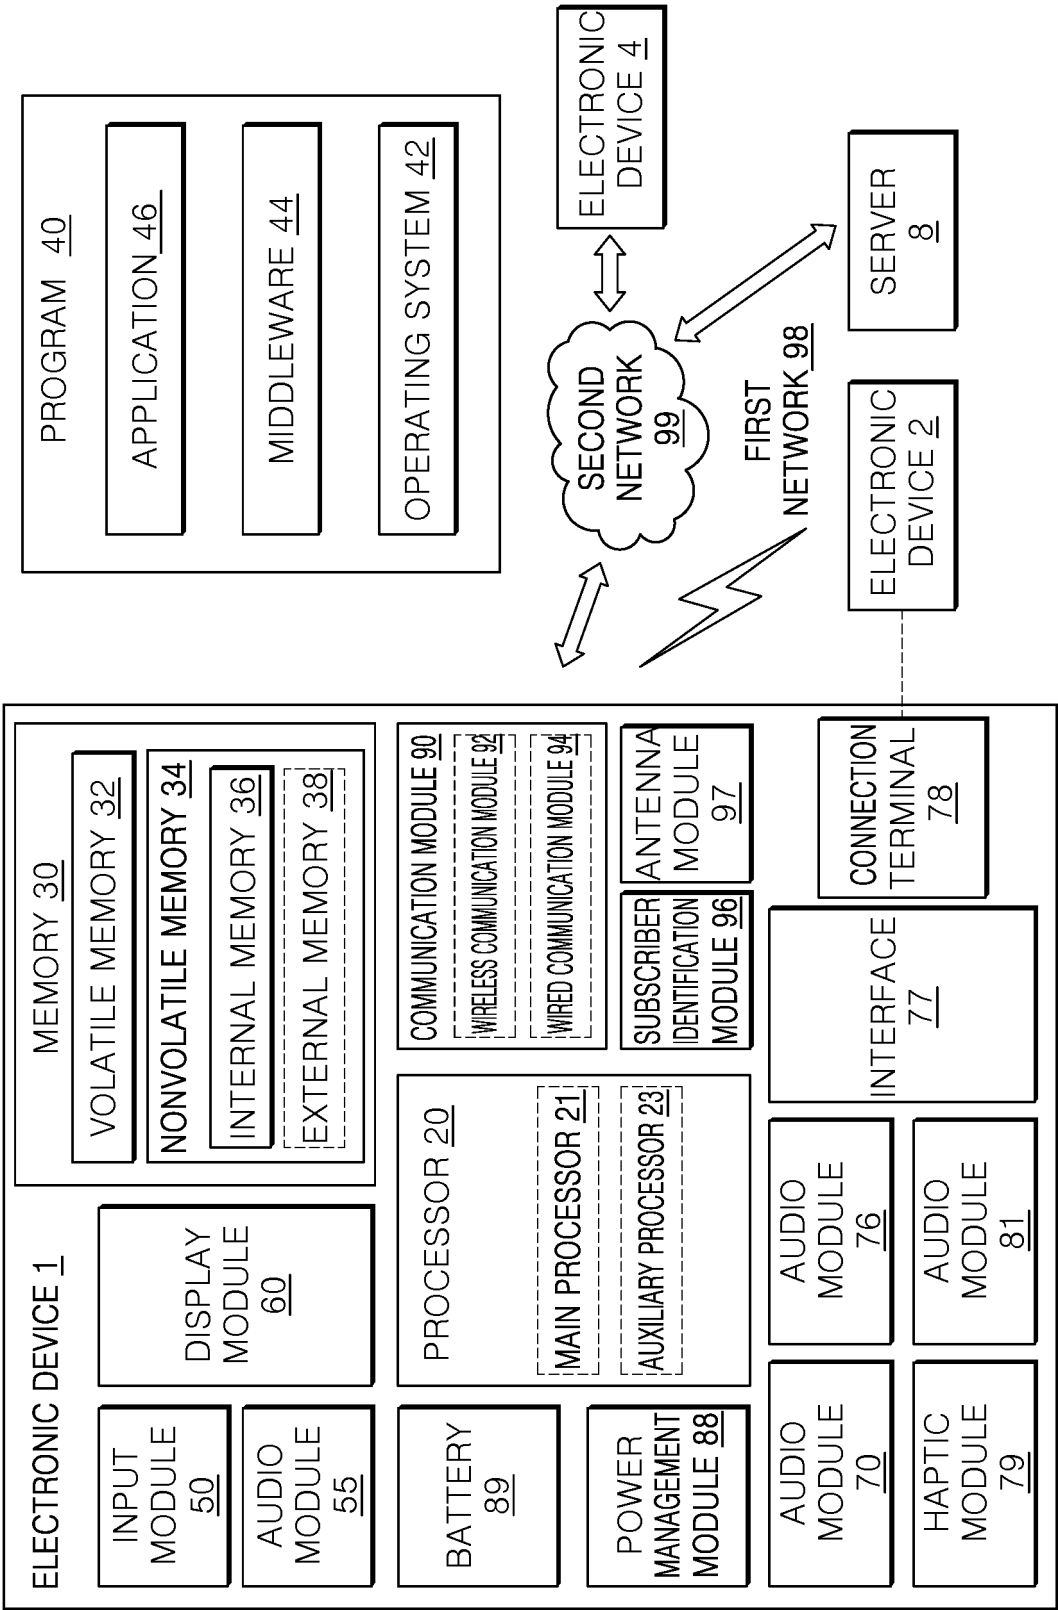 ELECTRONIC DEVICE 1
INPUT
MODULE
50
AUDIO
MODULE
55
DISPLAY
MODULE
60
MEMORY 30
VOLATILE MEMORY 32
NONVOLATILE MEMORY 34
INTERNAL MEMORY 36
EXTERNAL MEMORY 38
BATTERY
89
POWER
MANAGEMENT
MODULE 88
PROCESSOR 20
MAIN PROCESSOR 21
AUXILIARY PROCESSOR 23
COMMUNICATION MODULE 90
WIRELESS COMMUNICATION MODULE 92
WIRED COMMUNICATION MODULE 94
SUBSCRIBER
IDENTIFICATION
MODULE 96
ANTENNA
MODULE
97
AUDIO
MODULE
70
AUDIO
MODULE
76
HAPTIC
MODULE
79
AUDIO
MODULE
81
INTERFACE
77
CONNECTION
TERMINAL
78
PROGRAM 40
APPLICATION 46
MIDDLEWARE 44
OPERATING SYSTEM 42
SECOND
NETWORK
99
ELECTRONIC
DEVICE 4
FIRST
NETWORK 98
ELECTRONIC
DEVICE 2
SERVER
8